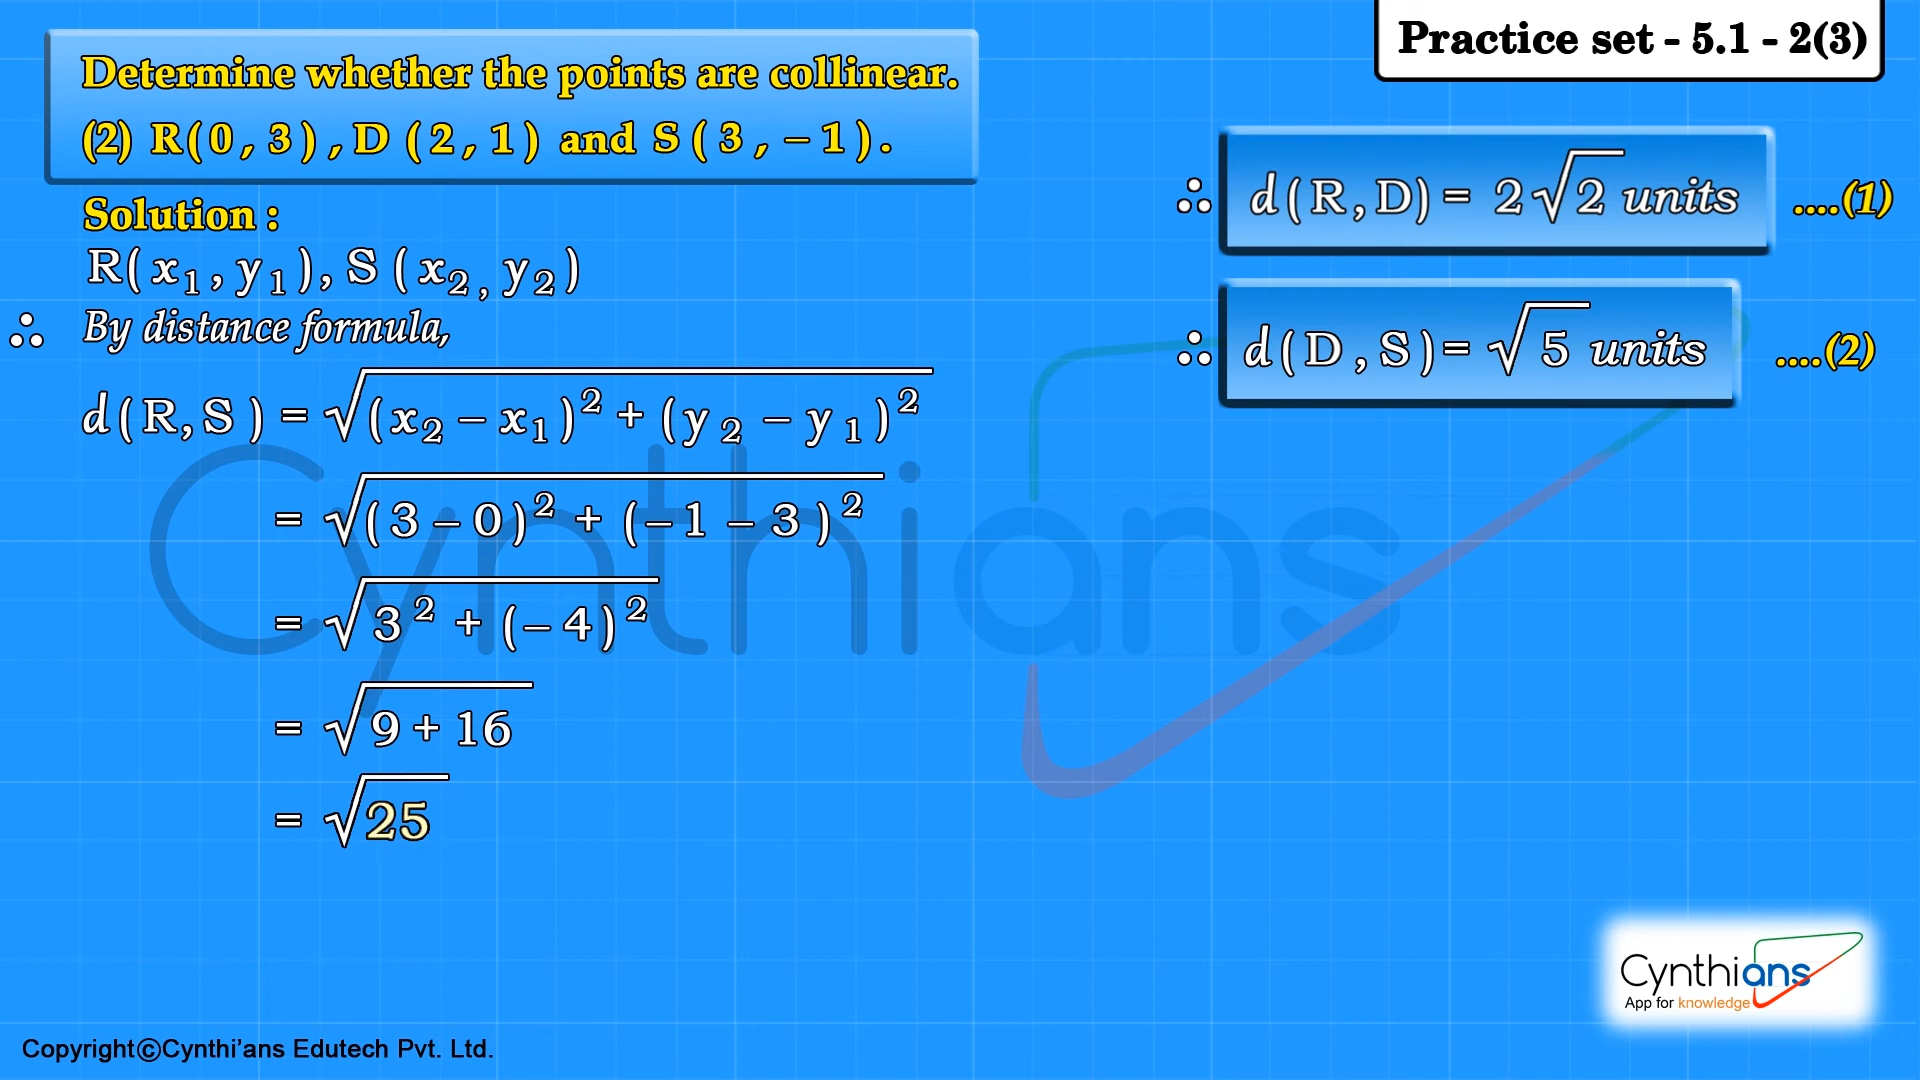 Practice set - 5.1 - 2(3)
Determine whether the points are collinear.
(2) R( 0 , 3 ) , D ( 2 , 1 ) and S ( 3 , – 1 ) .
Solution :
R( x₁ , y₁ ) , S ( x₂ , y₂ )
∴ By distance formula,
d ( R , S ) = √(( x₂ – x₁ )² + ( y₂ – y₁ )²)
= √(( 3 – 0 )² + ( – 1 – 3 )²)
= √(3² + (– 4)²)
= √(9 + 16)
= √25
∴ d ( R , D) = 2√2 units ....(1)
∴ d ( D , S ) = √5 units ....(2)
Cynthians
Cynthians
App for knowledge
Copyright©Cynthi’ans Edutech Pvt. Ltd.